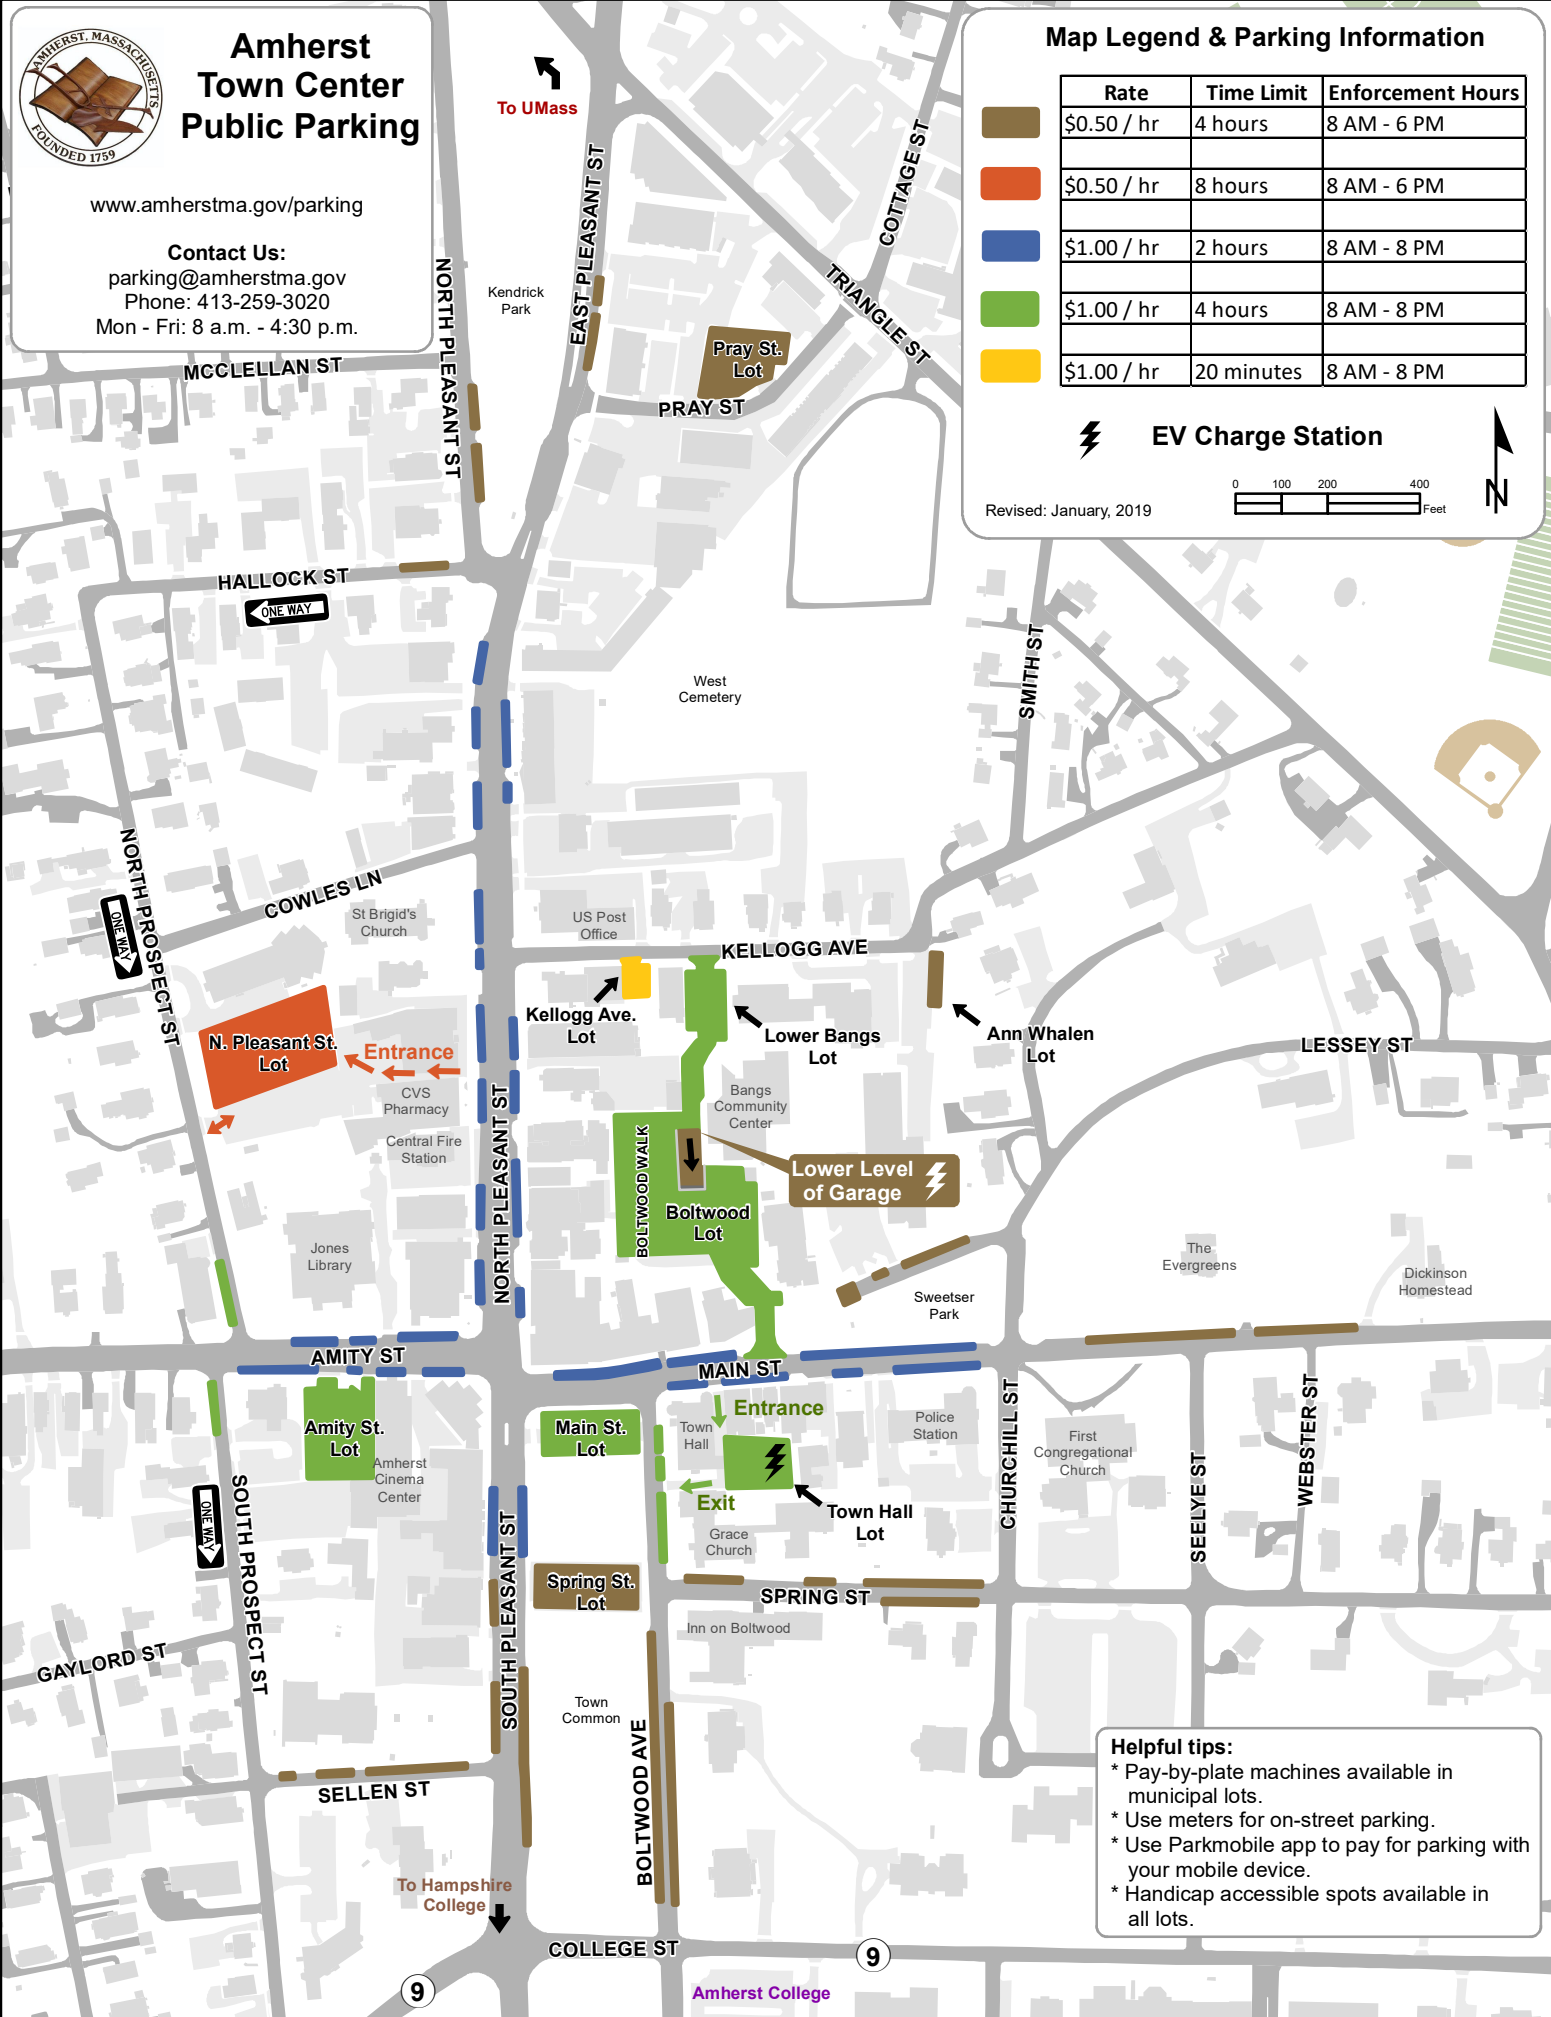 AMHERST, MASSACHUSETTS
FOUNDED 1759
Amherst
Town Center
Public Parking
www.amherstma.gov/parking
Contact Us:
parking@amherstma.gov
Phone: 413-259-3020
Mon - Fri: 8 a.m. - 4:30 p.m.
Map Legend & Parking Information
Rate Time Limit Enforcement Hours
$0.50 / hr 4 hours 8 AM - 6 PM
$0.50 / hr 8 hours 8 AM - 6 PM
$1.00 / hr 2 hours 8 AM - 8 PM
$1.00 / hr 4 hours 8 AM - 8 PM
$1.00 / hr 20 minutes 8 AM - 8 PM
EV Charge Station
0 100 200 400
Feet
N
Revised: January, 2019
To UMass
COTTAGE ST
EAST PLEASANT ST
NORTH PLEASANT ST
Kendrick
Park
TRIANGLE ST
Pray St.
Lot
PRAY ST
MCCLELLAN ST
HALLOCK ST
ONE WAY
West
Cemetery
SMITH ST
NORTH PROSPECT ST
COWLES LN
ONE WAY
St Brigid's
Church
US Post
Office
KELLOGG AVE
Kellogg Ave.
Lot
Lower Bangs
Lot
Ann Whalen
Lot
LESSEY ST
N. Pleasant St.
Lot
Entrance
CVS
Pharmacy
Central Fire
Station
NORTH PLEASANT ST
Bangs
Community
Center
BOLTWOOD WALK
Lower Level
of Garage
Boltwood
Lot
Jones
Library
The
Evergreens
Dickinson
Homestead
Sweetser
Park
AMITY ST
MAIN ST
Amity St.
Lot
Main St.
Lot
Town
Hall
Entrance
Exit
Town Hall
Lot
Police
Station
First
Congregational
Church
CHURCHILL ST
SEELYE ST
WEBSTER ST
Amherst
Cinema
Center
ONE WAY
SOUTH PROSPECT ST
SOUTH PLEASANT ST
Grace
Church
Spring St.
Lot
SPRING ST
Inn on Boltwood
GAYLORD ST
Town
Common
BOLTWOOD AVE
SELLEN ST
To Hampshire
College
COLLEGE ST
9
9
Amherst College
Helpful tips:
* Pay-by-plate machines available in
municipal lots.
* Use meters for on-street parking.
* Use Parkmobile app to pay for parking with
your mobile device.
* Handicap accessible spots available in
all lots.